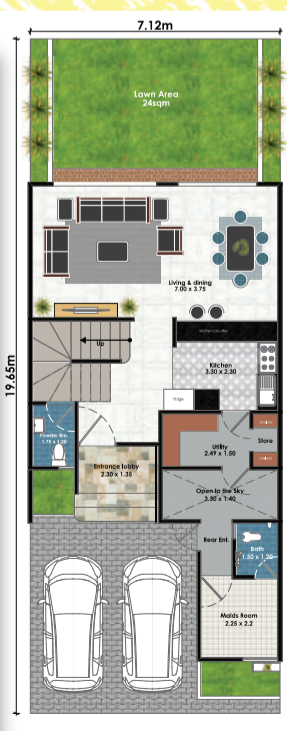 7.12m
19.65m
Lawn Area
24sqm
Living & dining
7.00 x 3.75
kitchen counter
Up
Kitchen
3.30 x 2.30
fridge
Powder Rm.
1.75 x 1.20
Utility
2.49 x 1.50
Store
Entrance lobby
2.30 x 1.35
Open to the Sky
3.30 x 1.40
Rear Ent.
Bath
1.50 x 1.20
Maids Room
2.25 x 2.2